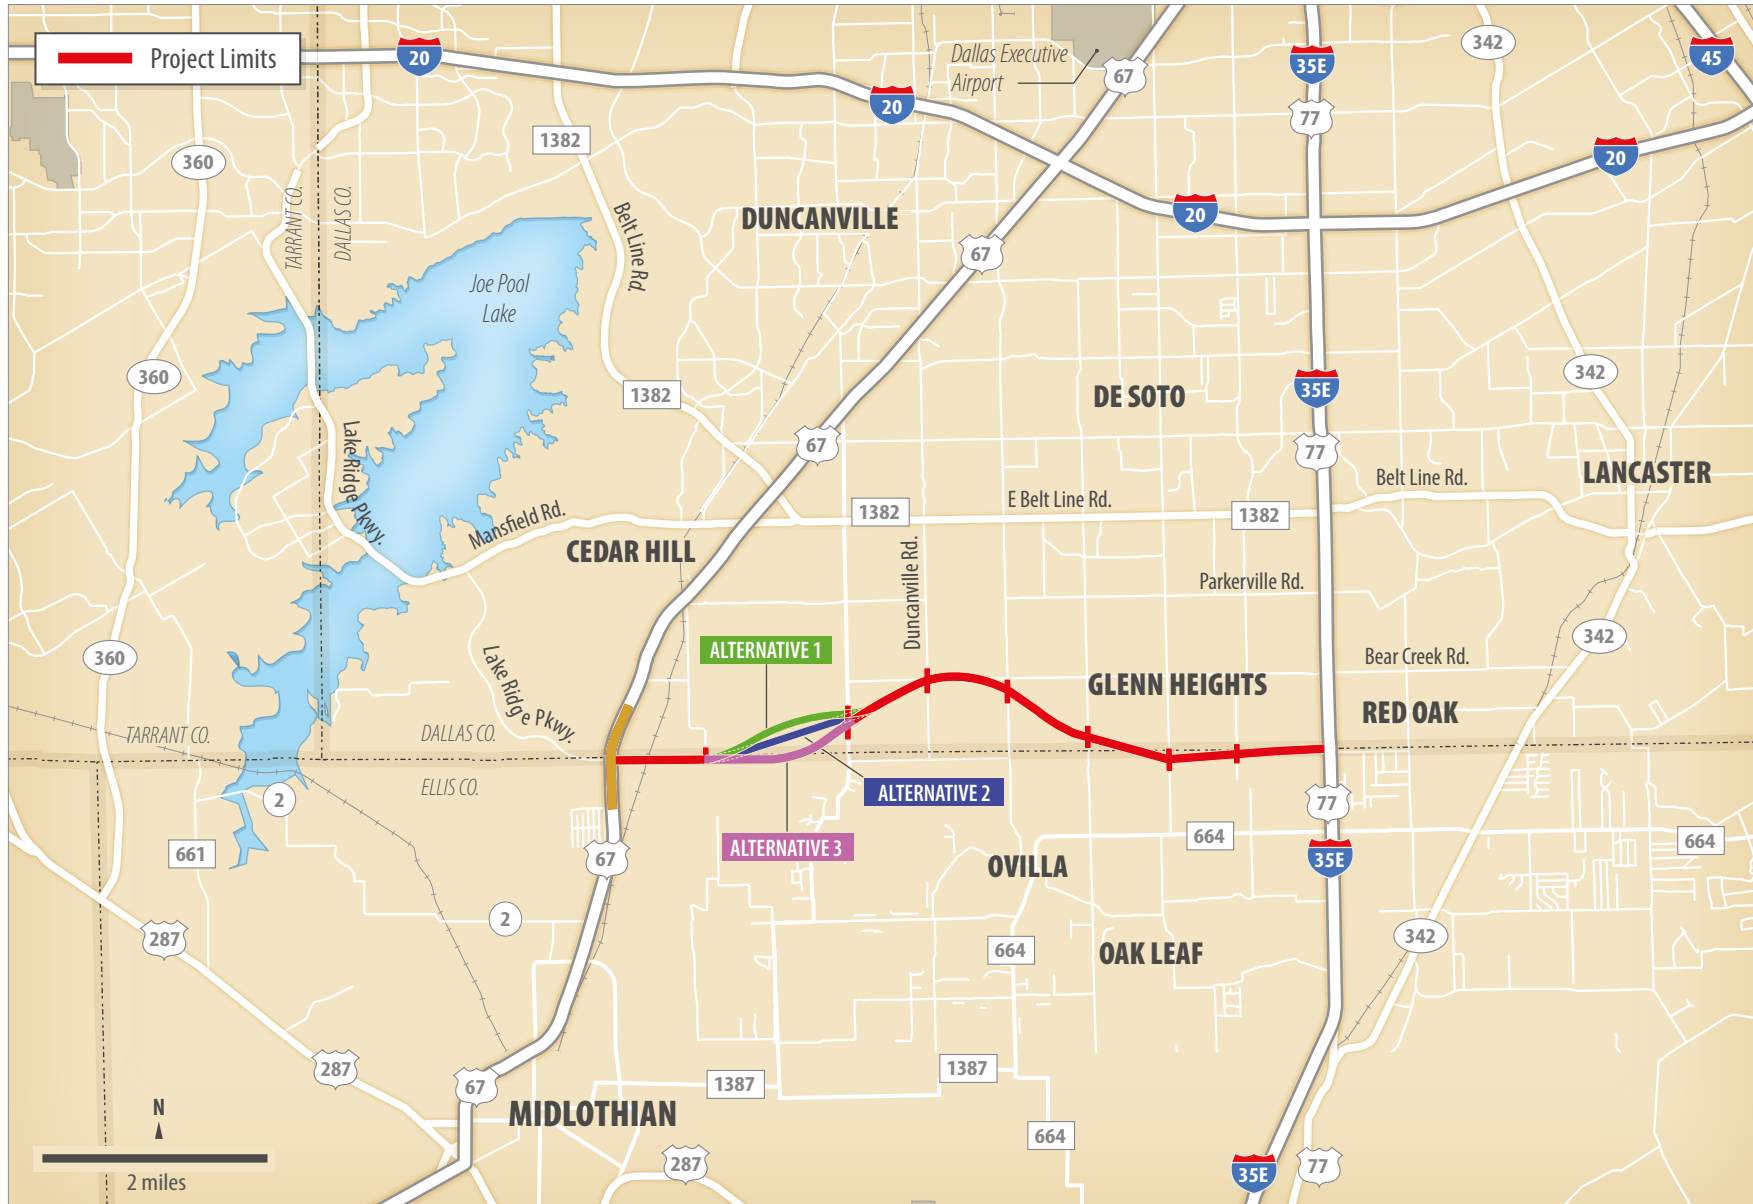 Project Limits
20
Dallas Executive
Airport
67
35E
342
45
77
20
1382
360
20
TARRANT CO.
DALLAS CO.
Belt Line Rd.
DUNCANVILLE
20
67
Joe Pool
Lake
360
1382
35E
342
DE SOTO
67
77
Lake Ridge Pkwy.
Mansfield Rd.
Belt Line Rd.
LANCASTER
1382
E Belt Line Rd.
1382
CEDAR HILL
Duncanville Rd.
Parkerville Rd.
360
342
ALTERNATIVE 1
Bear Creek Rd.
Lake Ridge Pkwy.
GLENN HEIGHTS
RED OAK
TARRANT CO.
DALLAS CO.
ELLIS CO.
2
ALTERNATIVE 2
77
661
ALTERNATIVE 3
664
664
67
OVILLA
35E
2
287
664
OAK LEAF
342
287
67
1387
1387
MIDLOTHIAN
N
664
2 miles
287
35E
77